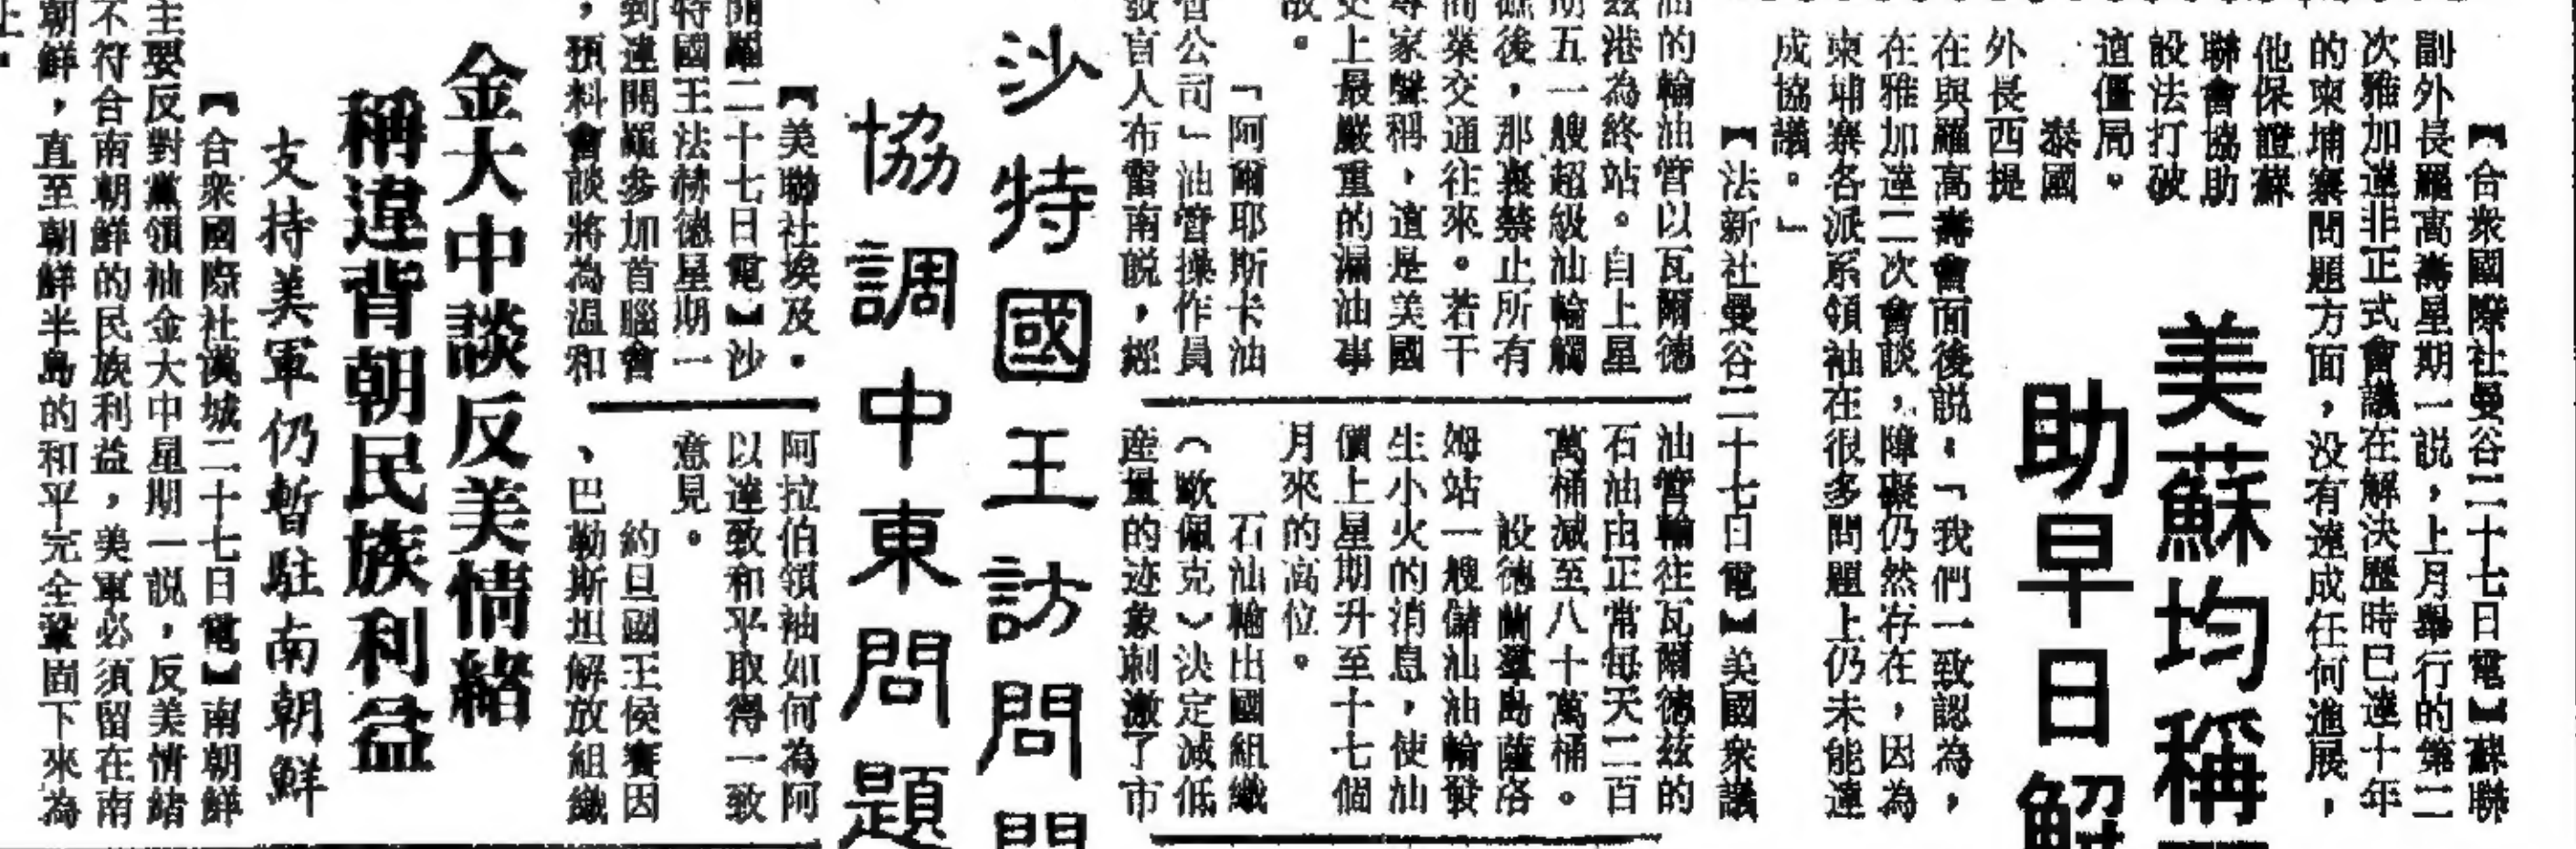 【合衆國際社曼谷二十七日電】蘇聯
副外長羅高壽星期一説，上月舉行的第二
次雅加達非正式會議在解決歷時已達十年
的柬埔寨問題方面，没有達成任何進展，
他保證蘇
聯會協助
設法打破
這僵局。
美蘇均稱
助早日解
泰國
外長西提
在與羅高壽會面後説：「我們一致認為，
在雅加達二次會談，障礙仍然存在，因為
柬埔寨各派系領袖在很多問題上仍未能達
成協議。」
【法新社曼谷二十七日電】美國衆議
油的輸油管以瓦爾德
兹港為終站。自上星
期五一艘超級油輪觸
礁後，那裏禁止所有
商業交通往來。若干
專家聲稱，這是美國
史上最嚴重的漏油事
故。
「阿爾耶斯卡油
管公司」油管操作員
發言人布雷南説，經
油管輸往瓦爾德兹的
石油由正常每天二百
萬桶減至八十萬桶。
設德蘭羣島薩洛
姆站一艘儲油油輪發
生小火的消息，使油
價上星期升至十七個
月來的高位。
石油輸出國組織
（歐佩克）決定減低
産量的迹象刺激了市
沙特國王訪問
協調中東問題
【美聯社埃及·
開羅二十七日電】沙
特國王法赫德星期一
到達開羅參加首腦會
，預料會談將為温和
阿拉伯領袖如何為阿
以達致和平取得一致
意見。
約旦國王侯賽因
、巴勒斯坦解放組織
金大中談反美情緒
稱違背朝民族利益
支持美軍仍暫駐南朝鮮
【合衆國際社漢城二十七日電】南朝鮮
主要反對黨領袖金大中星期一説，反美情緒
不符合南朝鮮的民族利益，美軍必須留在南
朝鮮，直至朝鮮半島的和平完全鞏固下來為
止。